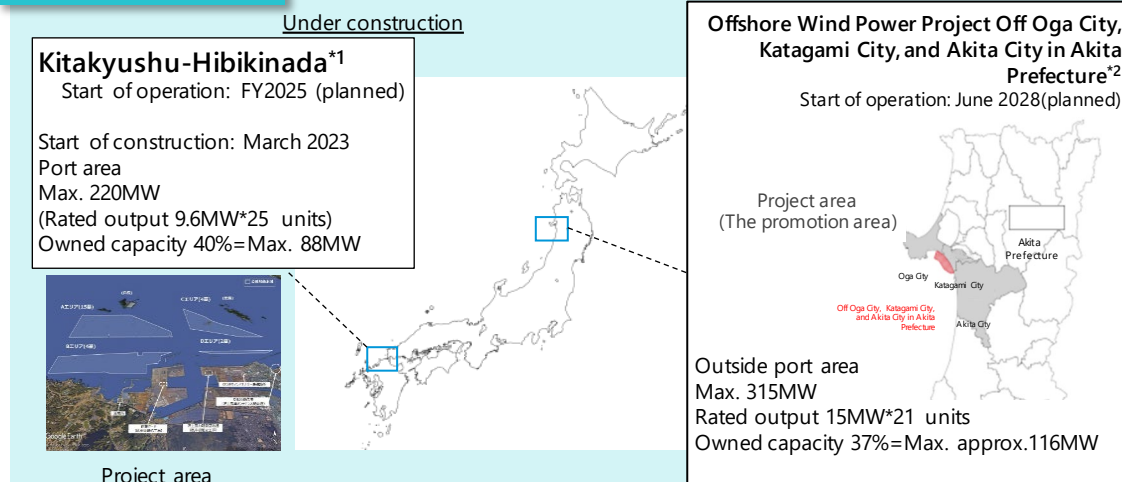 Under construction
Kitakyushu-Hibikinada*1
Start of operation: FY2025 (planned)
Start of construction: March 2023
Port area
Max. 220MW
(Rated output 9.6MW*25 units)
Owned capacity 40%=Max. 88MW
Google Earth
Project area
Offshore Wind Power Project Off Oga City,
Katagami City, and Akita City in Akita
Prefecture*2
Start of operation: June 2028(planned)
Project area
(The promotion area)
Akita
Prefecture
Oga City
Katagami City
Off Oga City, Katagami City,
and Akita City in Akita
Prefecture
Akita City
Outside port area
Max. 315MW
Rated output 15MW*21 units
Owned capacity 37%=Max. approx.116MW